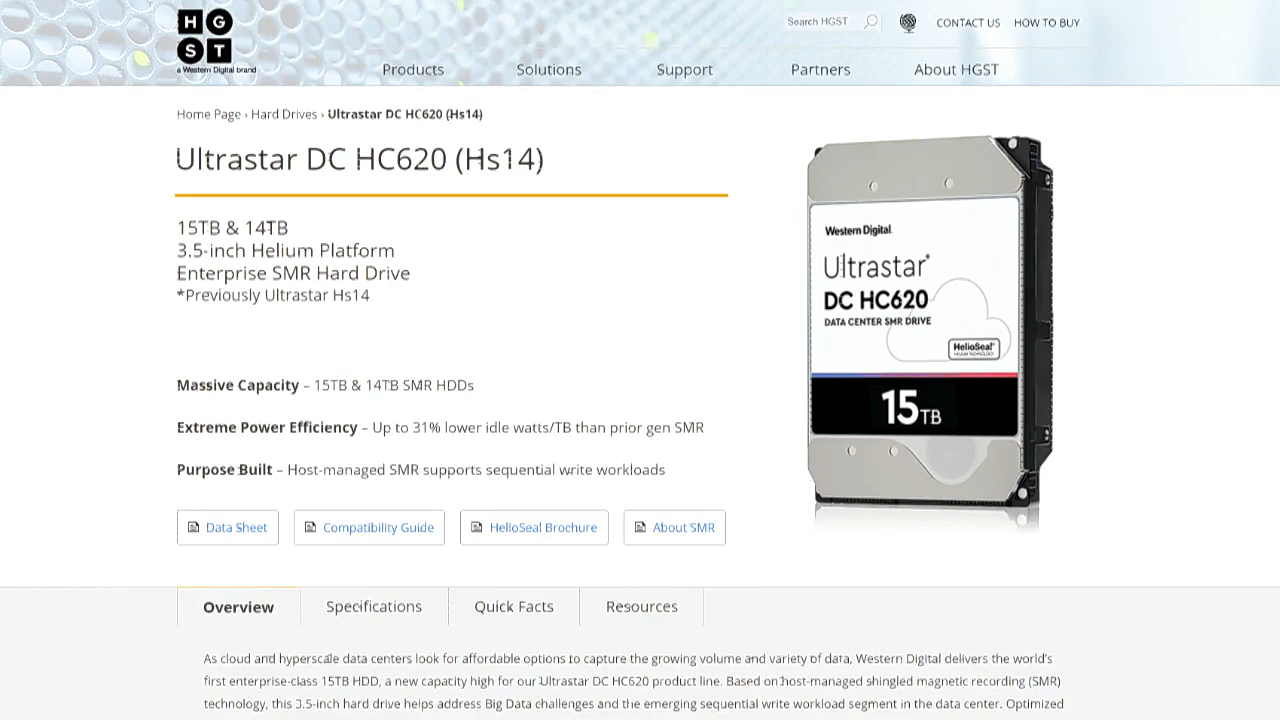 HGST
a Western Digital brand
Search HGST
CONTACT US
HOW TO BUY
Products
Solutions
Support
Partners
About HGST
Home Page › Hard Drives › Ultrastar DC HC620 (Hs14)
Ultrastar DC HC620 (Hs14)
15TB & 14TB
3.5-inch Helium Platform
Enterprise SMR Hard Drive
*Previously Ultrastar Hs14
Massive Capacity – 15TB & 14TB SMR HDDs
Extreme Power Efficiency – Up to 31% lower idle watts/TB than prior gen SMR
Purpose Built – Host-managed SMR supports sequential write workloads
Data Sheet
Compatibility Guide
HelioSeal Brochure
About SMR
Western Digital.
Ultrastar®
DC HC620
DATA CENTER SMR DRIVE
HelioSeal®
HELIUM TECHNOLOGY
15TB
Overview
Specifications
Quick Facts
Resources
As cloud and hyperscale data centers look for affordable options to capture the growing volume and variety of data, Western Digital delivers the world's
first enterprise-class 15TB HDD, a new capacity high for our Ultrastar DC HC620 product line. Based on host-managed shingled magnetic recording (SMR)
technology, this 3.5-inch hard drive helps address Big Data challenges and the emerging sequential write workload segment in the data center. Optimized